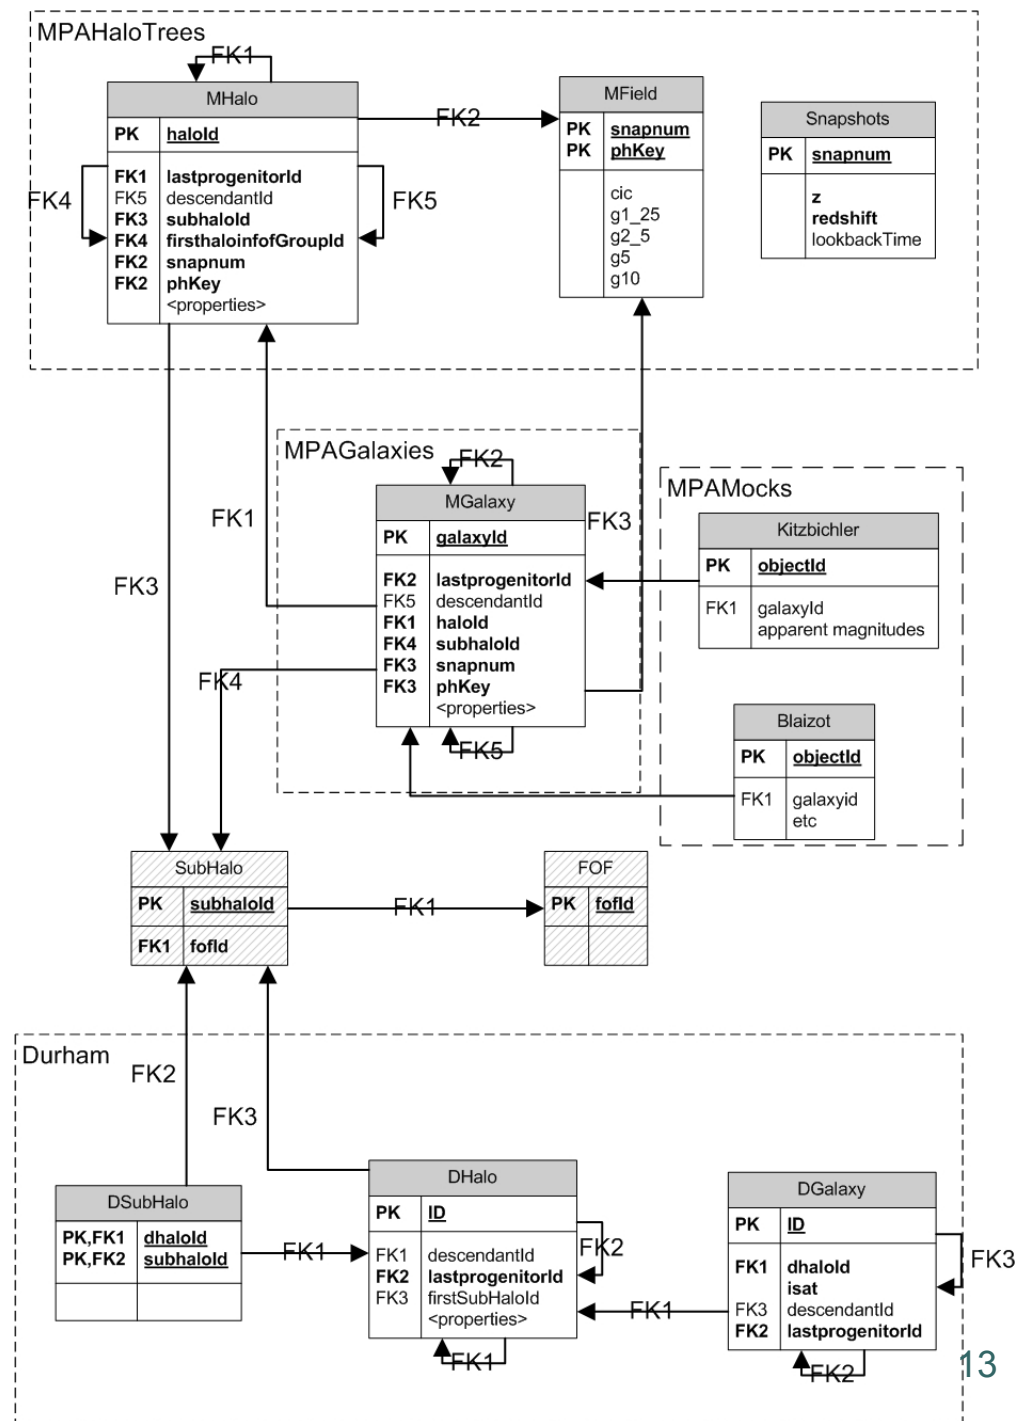 MPAHaloTrees
FK1
MHalo
PK haloId
FK1 lastprogenitorId
FK5 descendantId
FK3 subhaloId
FK4 firsthaloinfofGroupId
FK2 snapnum
FK2 phKey
<properties>
FK4
FK5
FK2
MField
PK snapnum
PK phKey
cic
g1_25
g2_5
g5
g10
Snapshots
PK snapnum
z
redshift
lookbackTime
FK3
FK1
MPAGalaxies
FK2
MGalaxy
PK galaxyId
FK2 lastprogenitorId
FK5 descendantId
FK1 haloId
FK4 subhaloId
FK3 snapnum
FK3 phKey
<properties>
FK5
FK3
FK4
MPAMocks
Kitzbichler
PK objectId
FK1 galaxyId
apparent magnitudes
Blaizot
PK objectId
FK1 galaxyid
etc
SubHalo
PK subhaloId
FK1 fofId
FK1
FOF
PK fofId
Durham
FK2
FK3
DSubHalo
PK,FK1 dhaloId
PK,FK2 subhaloId
FK1
DHalo
PK ID
FK1 descendantId
FK2 lastprogenitorId
FK3 firstSubHaloId
<properties>
FK2
FK1
FK1
DGalaxy
PK ID
FK1 dhaloId
isat
FK3 descendantId
FK2 lastprogenitorId
FK3
FK2
13